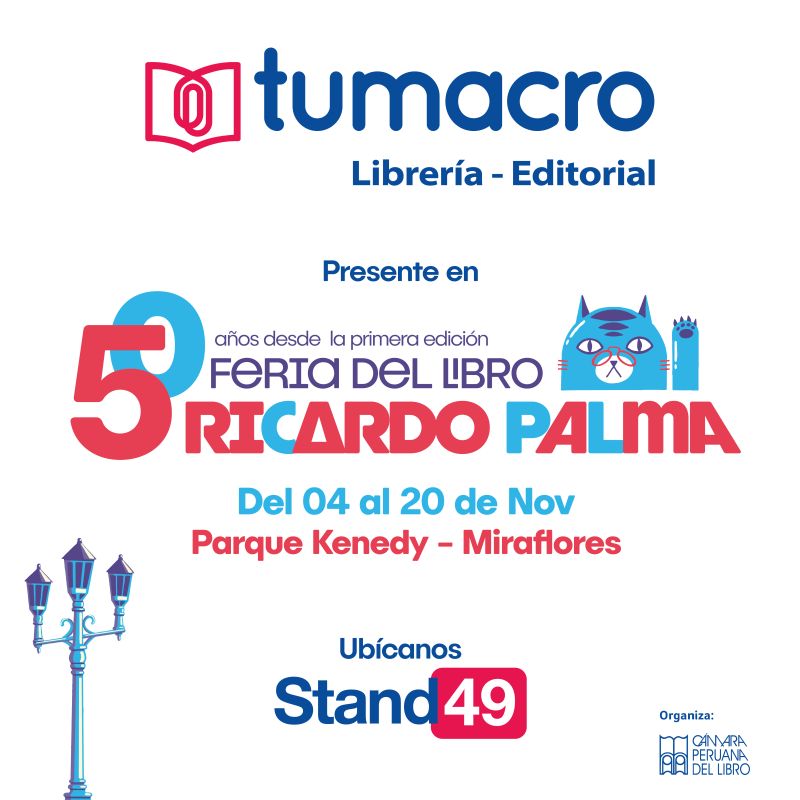 tumacro
Librería - Editorial
Presente en
50 años desde la primera edición
FERIA DEL LIBRO
RICARDO PALMA
Del 04 al 20 de Nov
Parque Kenedy - Miraflores
Ubícanos
Stand 49
Organiza:
CÁMARA
PERUANA
DEL LIBRO